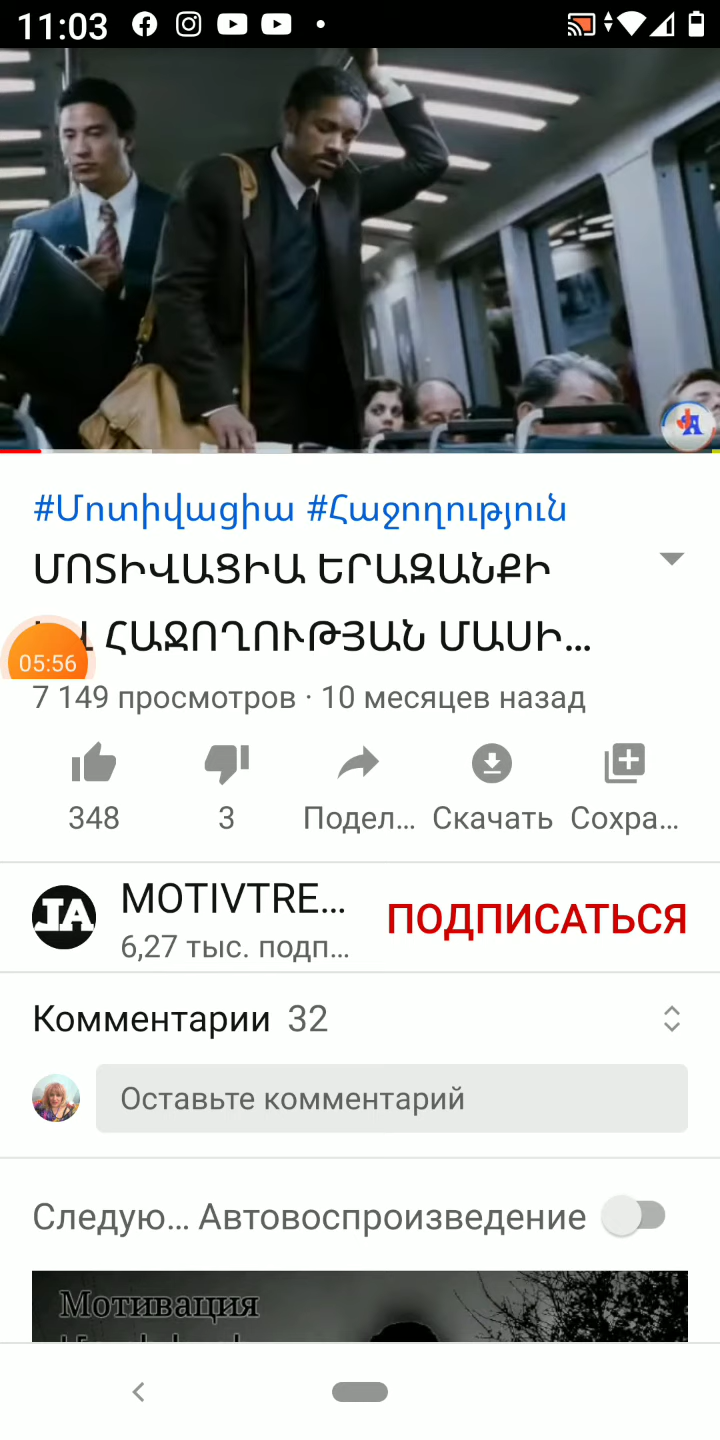 11:03
#Մոտիվացիա #Հաջողություն
ՄՈՏԻՎԱՑԻԱ ԵՐԱԶԱՆՔԻ
ՀԱՋՈՂՈՒԹՅԱՆ ՄԱՍԻ...
05:56
7 149 просмотров · 10 месяцев назад
348 3 Подел... Скачать Сохра...
JA MOTIVTRE... ПОДПИСАТЬСЯ
6,27 тыс. подп...
Комментарии 32
Оставьте комментарий
Следую... Автовоспроизведение
Мотивация